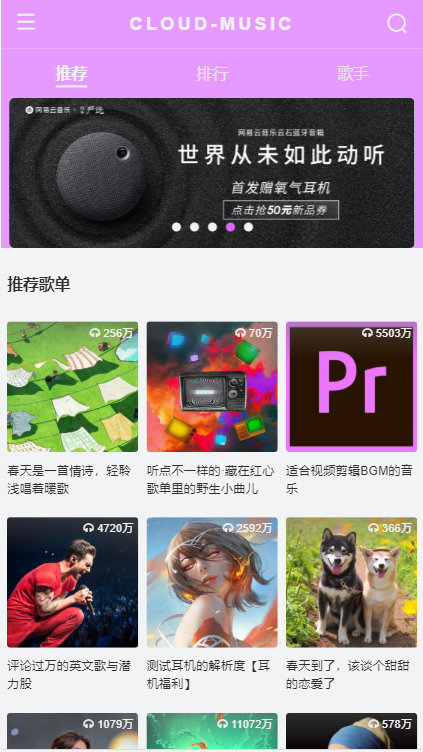 CLOUD-MUSIC
推荐
排行
歌手
网易云音乐 × 网易严选
网易云音乐云石蓝牙音箱
世界从未如此动听
首发赠氧气耳机
点击抢50元新品券
推荐歌单
256万
70万
5503万
Pr
春天是一首情诗，轻聆
浅唱着暖歌
听点不一样的·藏在红心
歌单里的野生小曲儿
适合视频剪辑BGM的音
乐
4720万
2592万
366万
评论过万的英文歌与潜
力股
测试耳机的解析度【耳
机福利】
春天到了，该谈个甜甜
的恋爱了
1079万
11072万
578万